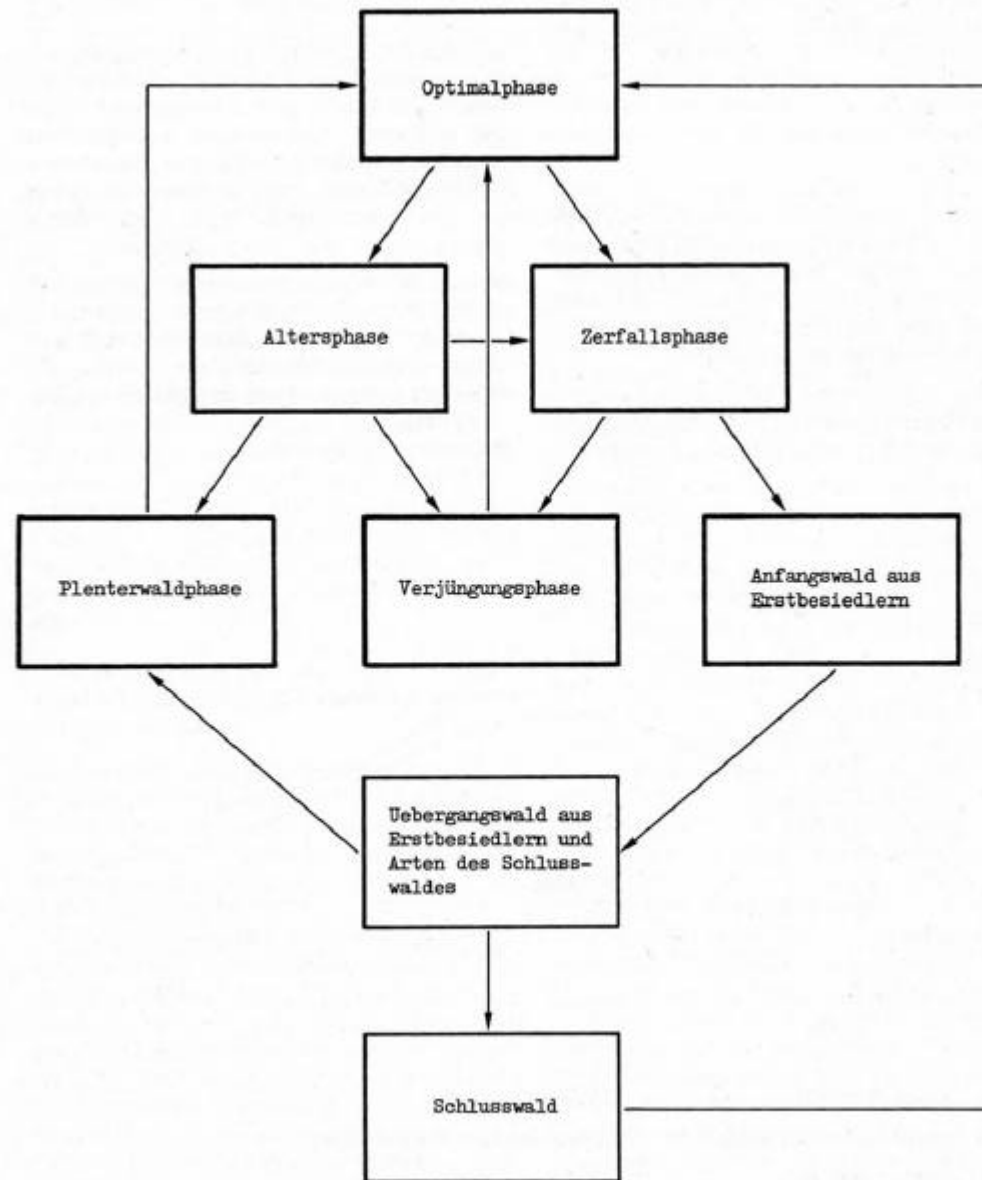 Optimalphase
Altersphase
Zerfallsphase
Plenterwaldphase
Verjüngungsphase
Anfangswald aus
Erstbesiedlern
Uebergangswald aus
Erstbesiedlern und
Arten des Schluss-
waldes
Schlusswald